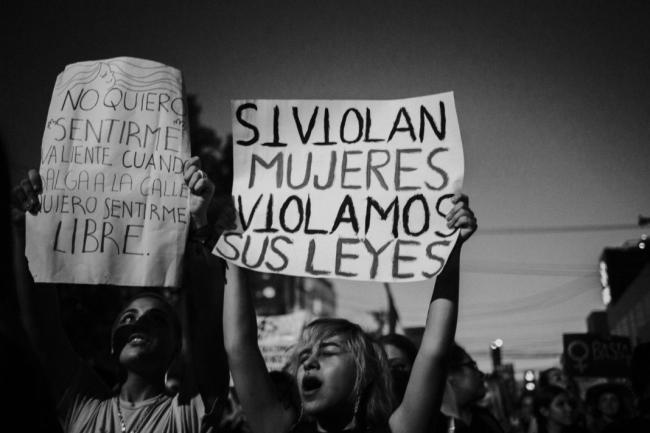 NO QUIERO
"SENTIRME"
VALIENTE CUANDO
SALGA A LA CALLE
QUIERO SENTIRME
LIBRE.
SI VIOLAN
MUJERES
VIOLAMOS
SUS LEYES
BASTA